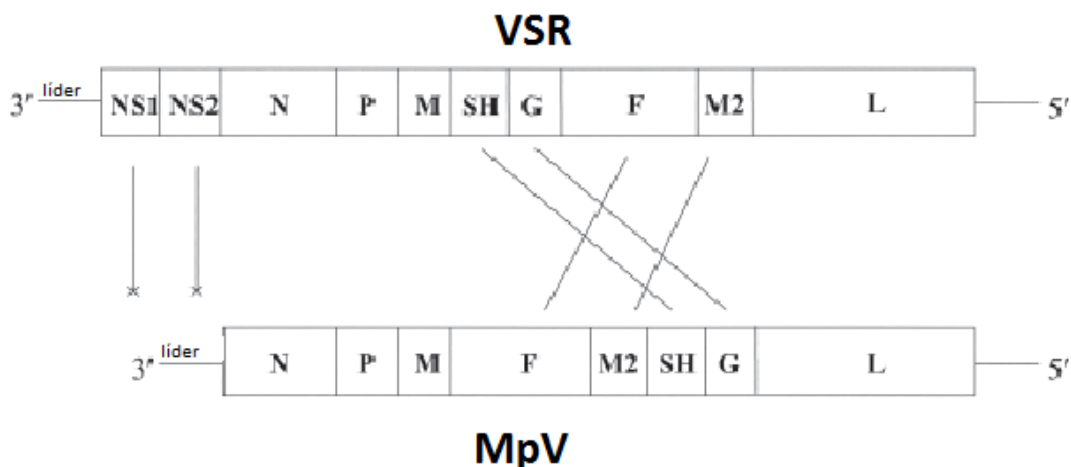 VSR
3" líder NS1 NS2 N P M SH G F M2 L 5'
3" líder N P M F M2 SH G L 5'
MpV